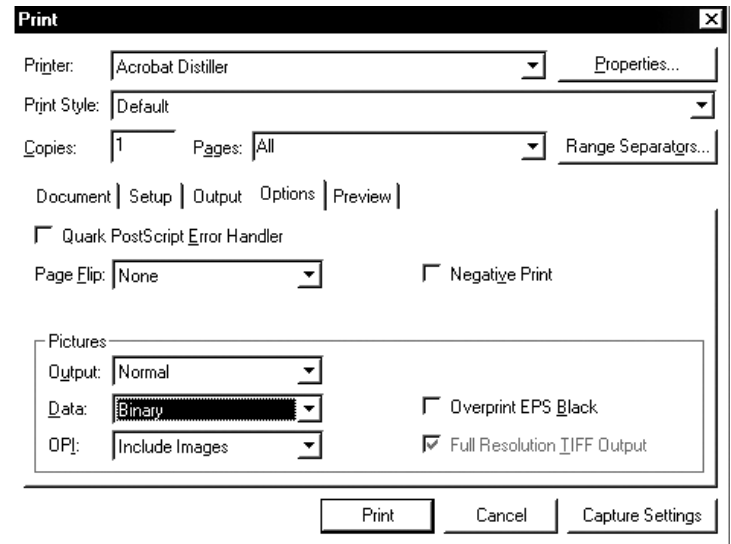 Print
Printer: Acrobat Distiller Properties...
Print Style: Default
Copies: 1 Pages: All Range Separators...
Document Setup Output Options Preview
Quark PostScript Error Handler
Page Flip: None Negative Print
Pictures
Output: Normal
Data: Binary Overprint EPS Black
OPI: Include Images Full Resolution TIFF Output
Print Cancel Capture Settings